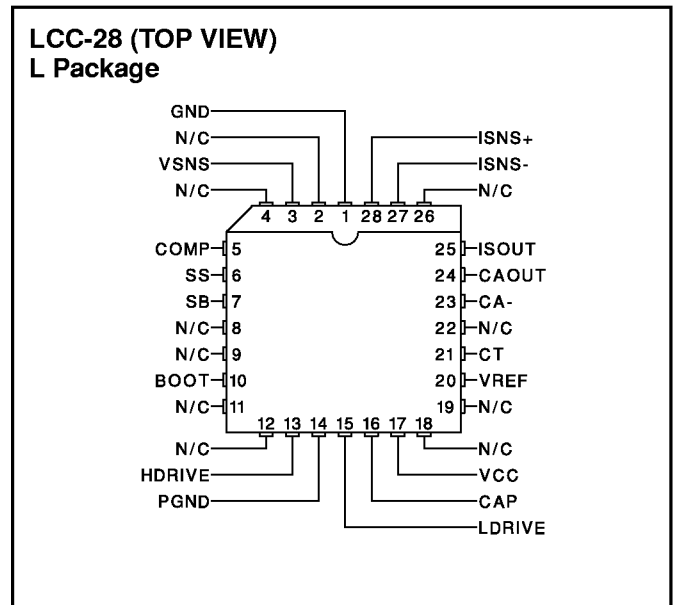 LCC-28 (TOP VIEW)
L Package
GND
N/C
VSNS
N/C
ISNS+
ISNS-
N/C
4 3 2 1 28 27 26
COMP 5 25 ISOUT
SS 6 24 CAOUT
SB 7 23 CA-
N/C 8 22 N/C
N/C 9 21 CT
BOOT 10 20 VREF
N/C 11 19 N/C
12 13 14 15 16 17 18
N/C N/C
HDRIVE VCC
PGND CAP
LDRIVE